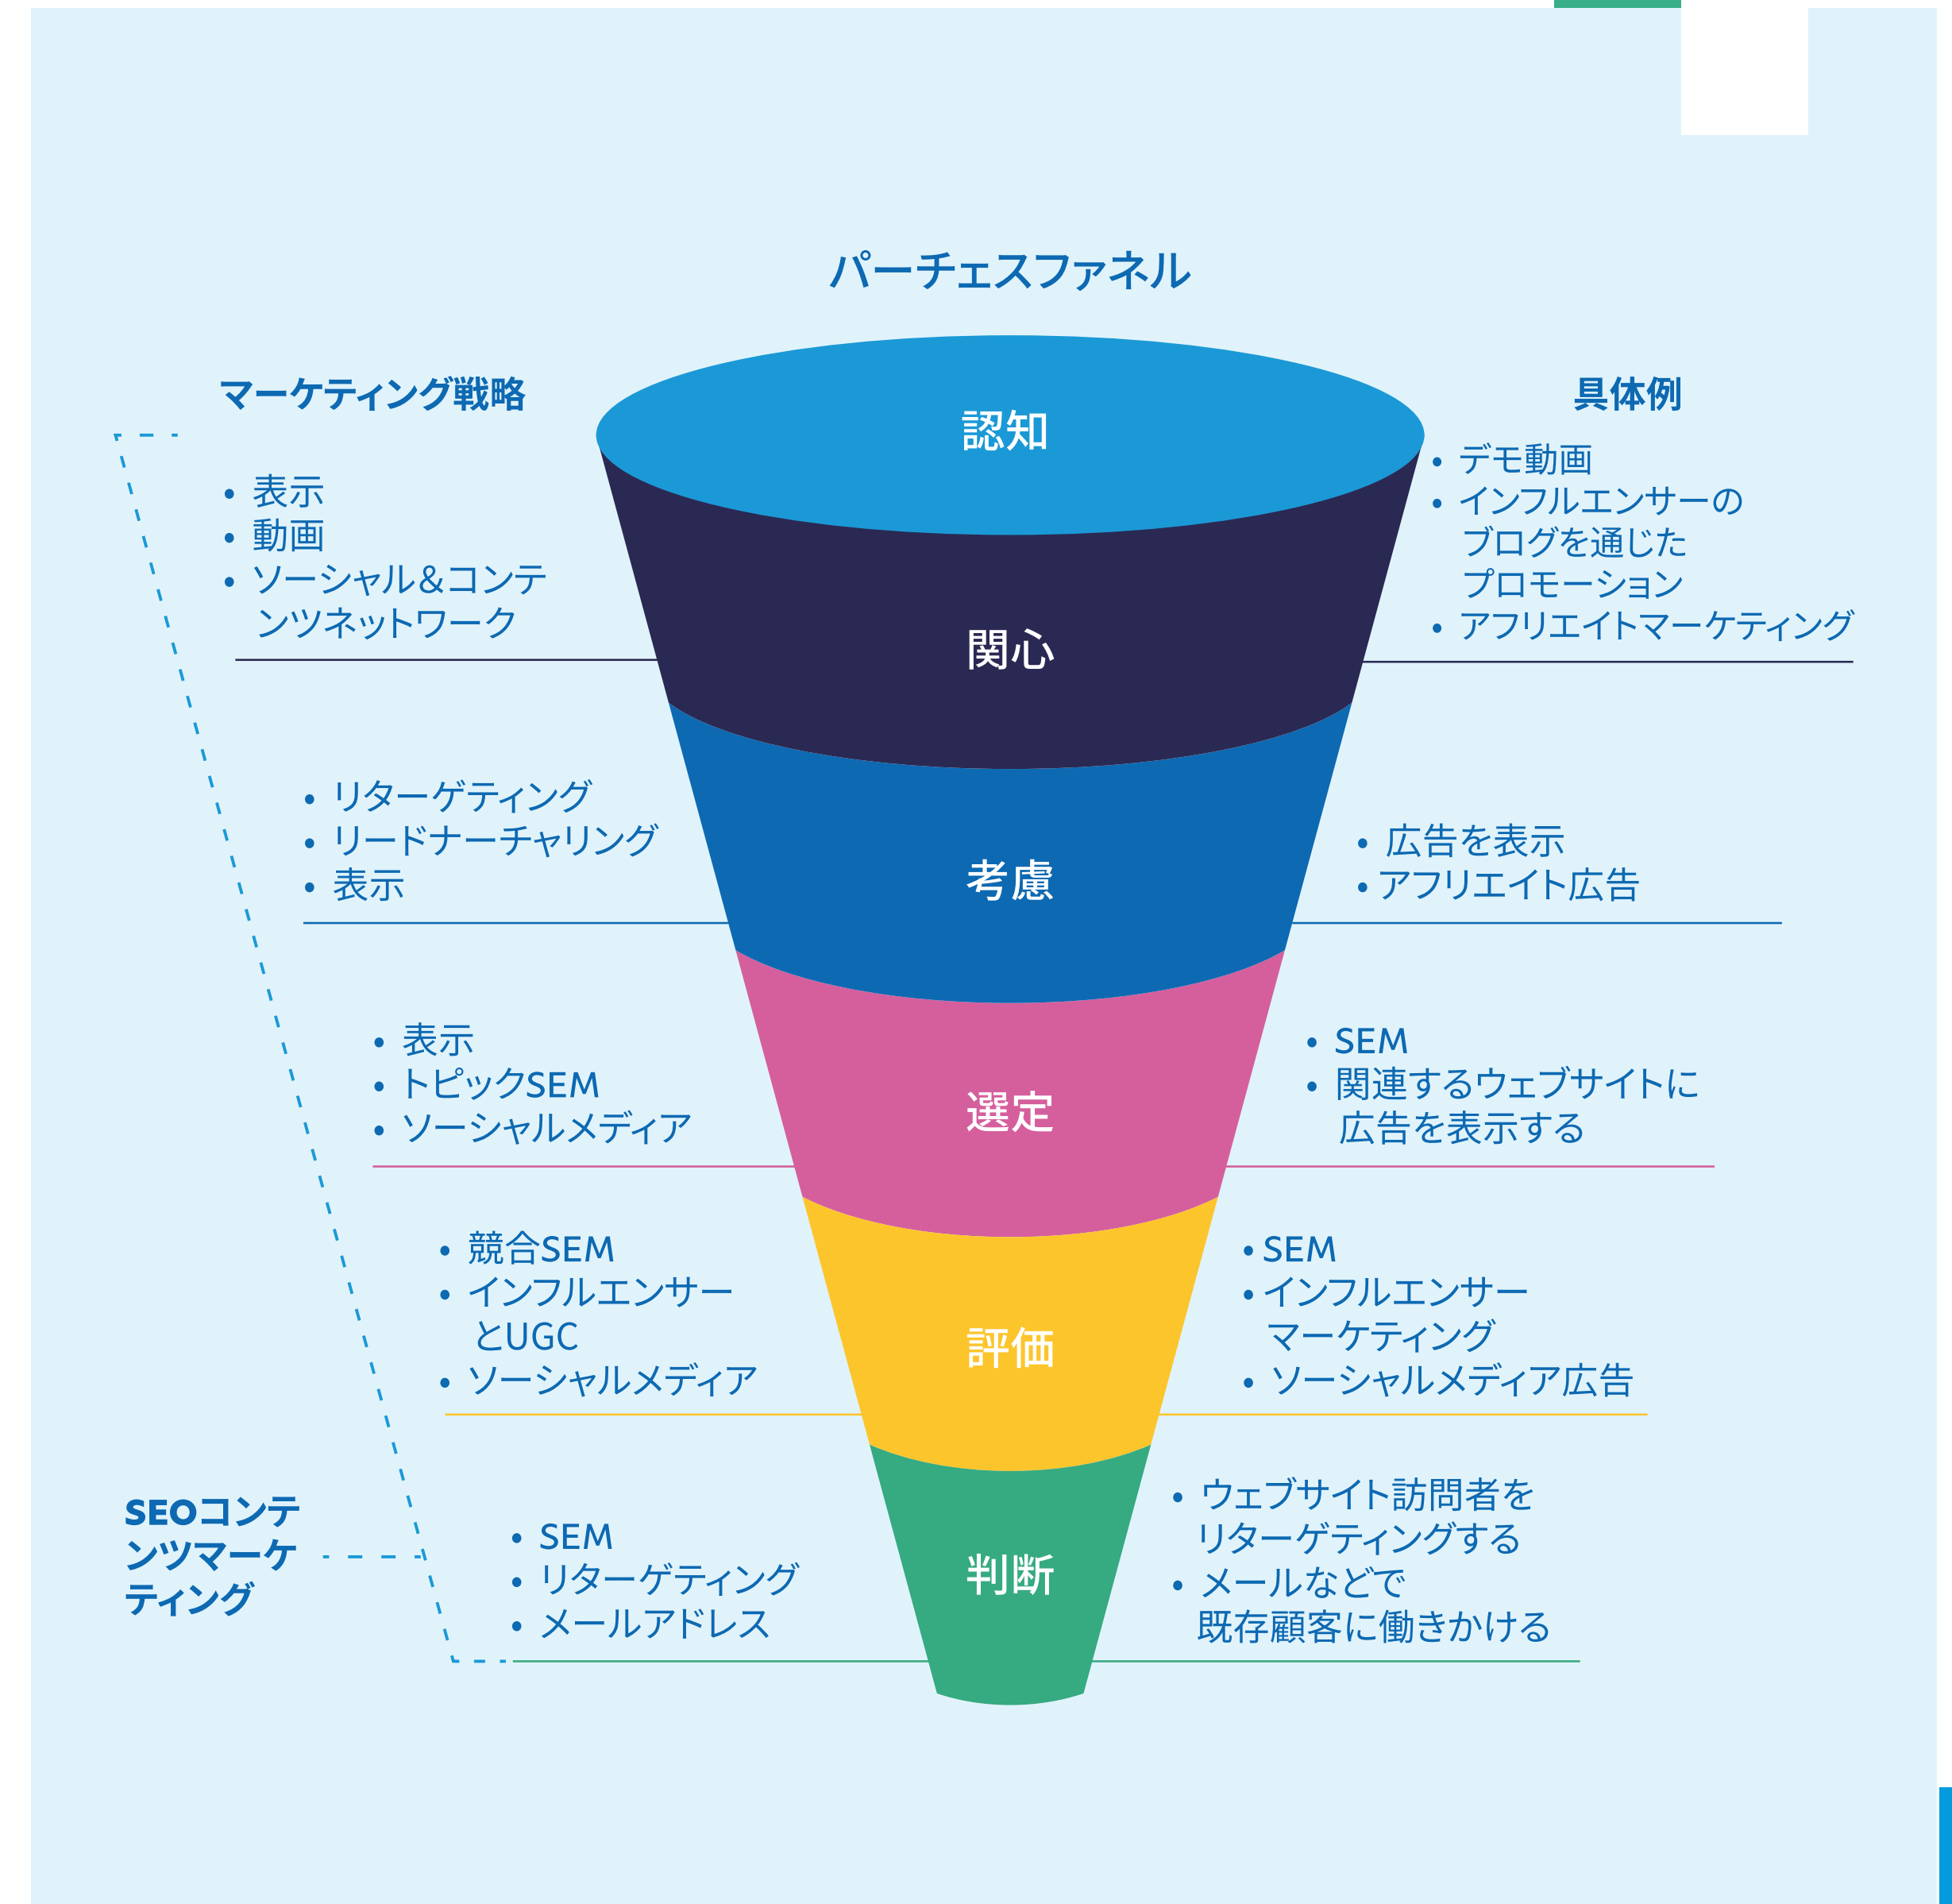 パーチェスファネル
マーケティング戦略
具体例
認知
• 表示
• 動画
• ソーシャル&コンテ
ンツネットワーク
関心
• デモ動画
• インフルエンサーの
ブログを通じた
プロモーション
• アフリエイトマーケティング
• リターゲティング
• リードナーチャリング
• 表示
考慮
• 広告を表示
• アフリエイト広告
• 表示
• トピックSEM
• ソーシャルメディア
選定
• SEM
• 関連するウェブサイトに
広告を表示する
• 競合SEM
• インフルエンサー
とUGC
• ソーシャルメディア
評価
• SEM
• インフルエンサー
マーケティング
• ソーシャルメディア広告
SEOコンテ
ンツマーケ
ティング
• SEM
• リターゲティング
• メールアドレス
判断
• ウェブサイト訪問者を
リターゲティングする
• メールなどで
既存顧客に働きかける